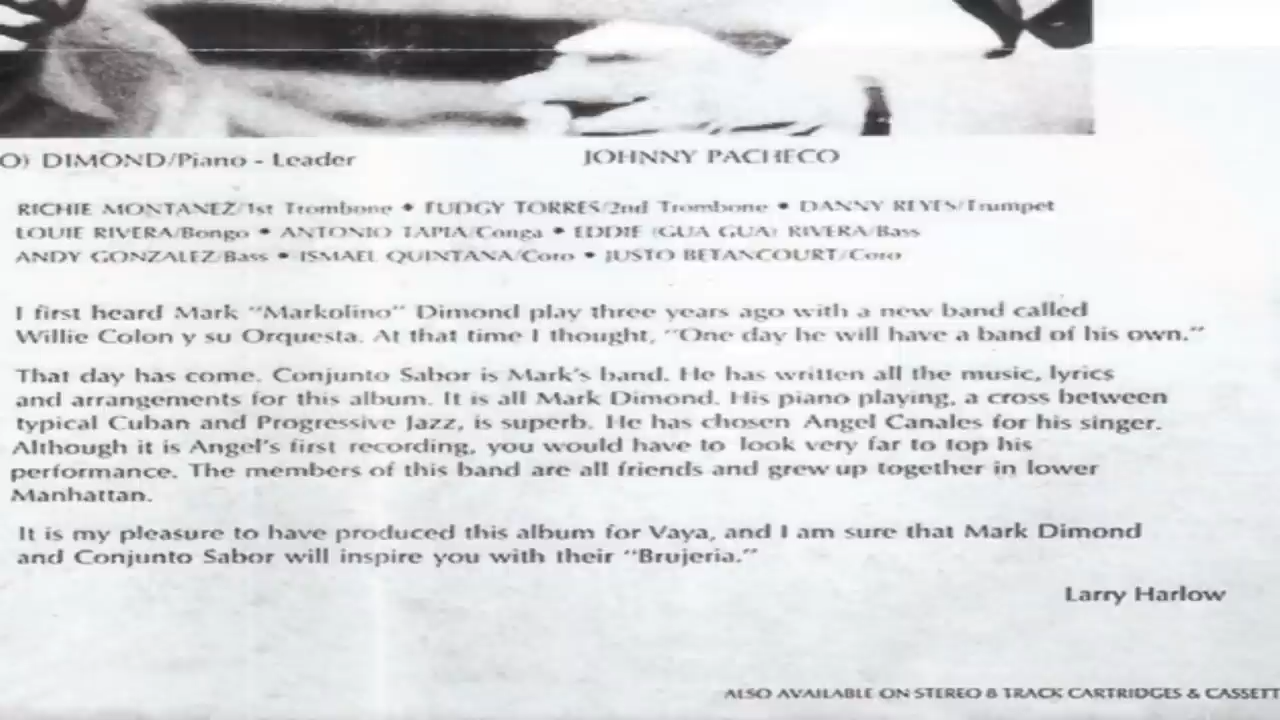 O) DIMOND/Piano - Leader
JOHNNY PACHECO
RICHIE MONTANEZ/1st Trombone • FUDGY TORRES/2nd Trombone • DANNY REYES/Trumpet
LOUIE RIVERA/Bongo • ANTONIO TAPIA/Conga • EDDIE (GUA GUA) RIVERA/Bass
ANDY GONZALEZ/Bass • ISMAEL QUINTANA/Coro • JUSTO BETANCOURT/Coro
I first heard Mark "Markolino" Dimond play three years ago with a new band called
Willie Colon y su Orquesta. At that time I thought, "One day he will have a band of his own."
That day has come. Conjunto Sabor is Mark's band. He has written all the music, lyrics
and arrangements for this album. It is all Mark Dimond. His piano playing, a cross between
typical Cuban and Progressive Jazz, is superb. He has chosen Angel Canales for his singer.
Although it is Angel's first recording, you would have to look very far to top his
performance. The members of this band are all friends and grew up together in lower
Manhattan.
It is my pleasure to have produced this album for Vaya, and I am sure that Mark Dimond
and Conjunto Sabor will inspire you with their "Brujeria."
Larry Harlow
ALSO AVAILABLE ON STEREO 8 TRACK CARTRIDGES & CASSETT